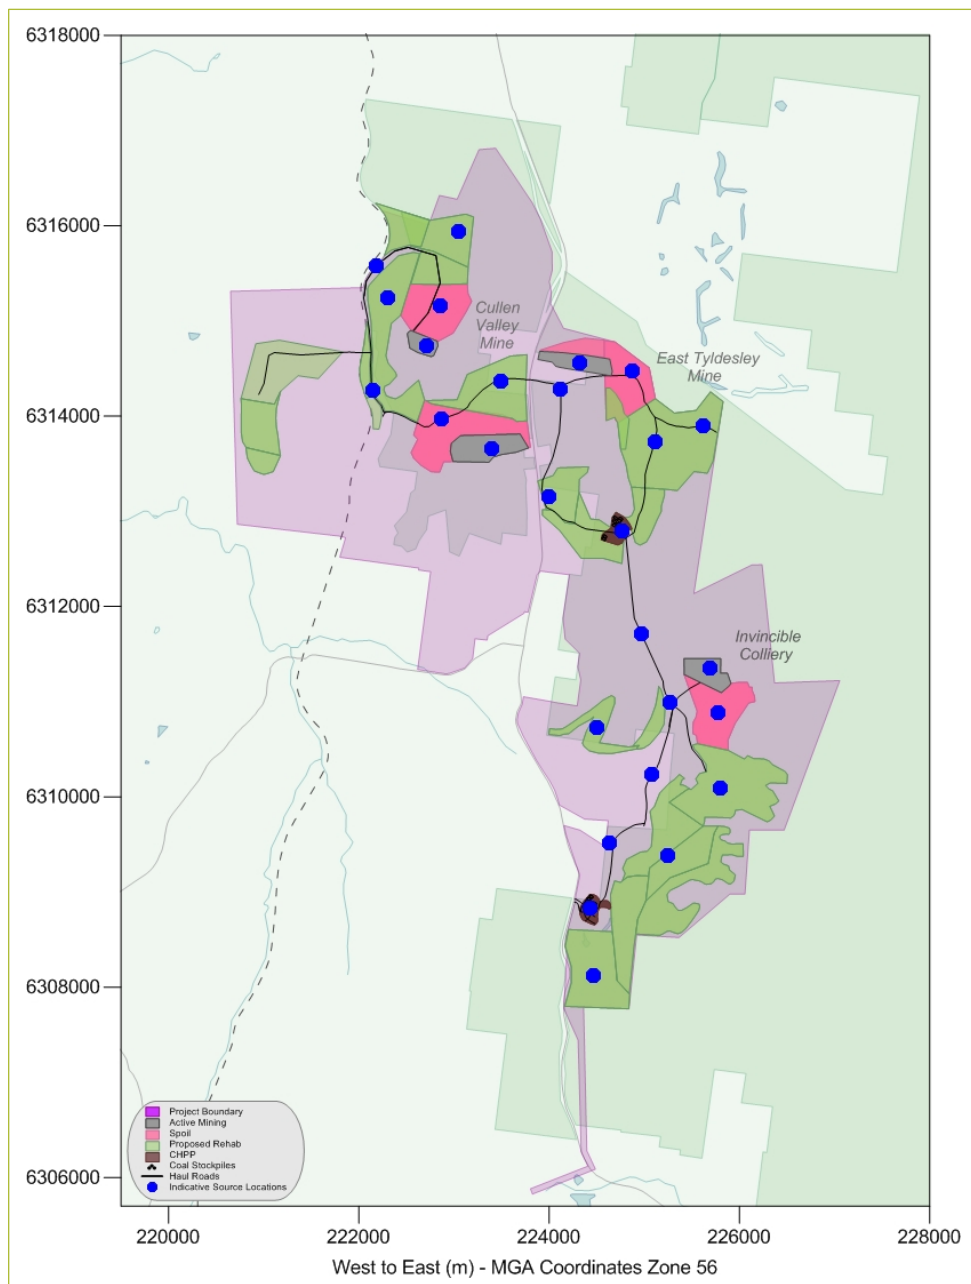 6318000
6316000
Cullen
Valley
Mine
East Tyldesley
Mine
6314000
6312000
Invincible
Colliery
6310000
6308000
Project Boundary
Active Mining
Spoil
Proposed Rehab
CHPP
Coal Stockpiles
Haul Roads
Indicative Source Locations
6306000
220000
222000
224000
226000
228000
West to East (m) - MGA Coordinates Zone 56